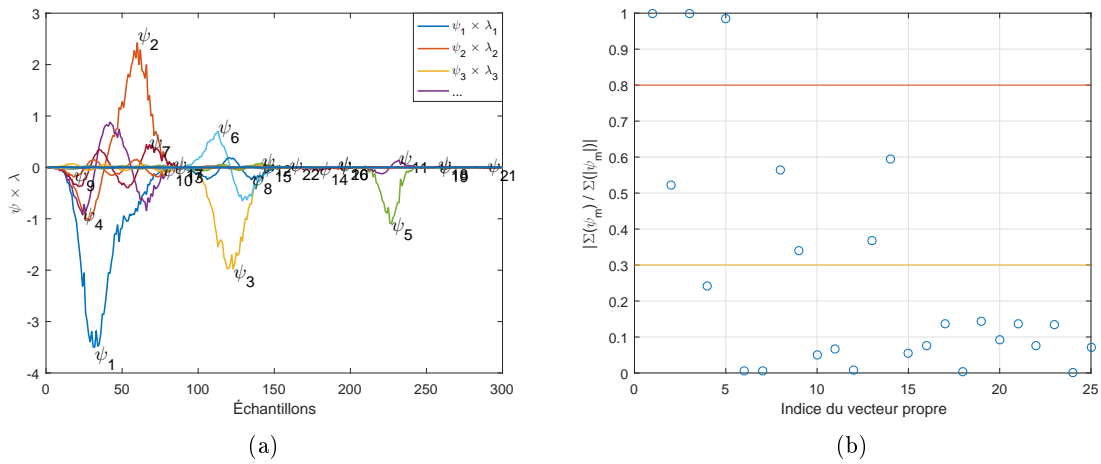 3
2
1
0
-1
-2
-3
-4
0
50
100
150
200
250
300
ψ × λ
Échantillons
ψ₁ × λ₁
ψ₂ × λ₂
ψ₃ × λ₃
...
ψ₂
ψ₆
ψ₇
ψ₉
ψ₄
ψ₈
ψ₅
ψ₃
ψ₁
ψ₁₀
ψ₁₁
ψ₁₅
ψ₂₂
ψ₁₄
ψ₂₁
(a)
1
0.9
0.8
0.7
0.6
0.5
0.4
0.3
0.2
0.1
0
0
5
10
15
20
25
|Σ(ψₘ) / Σ(|ψₘ|)|
Indice du vecteur propre
(b)